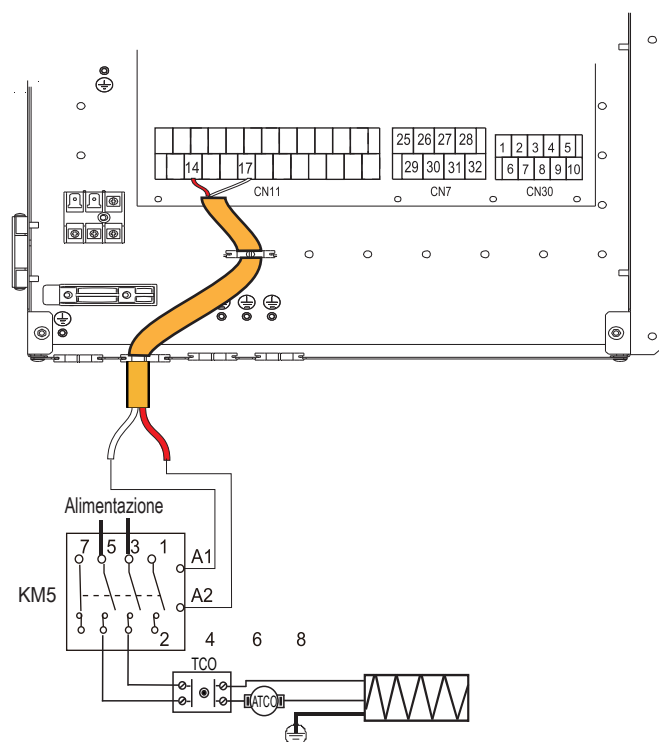 25 26 27 28
1 2 3 4 5
14 17
29 30 31 32
6 7 8 9 10
CN11
CN7
CN30
Alimentazione
7 5 3 1
A1
KM5
A2
2 4 6 8
TCO
ATCO